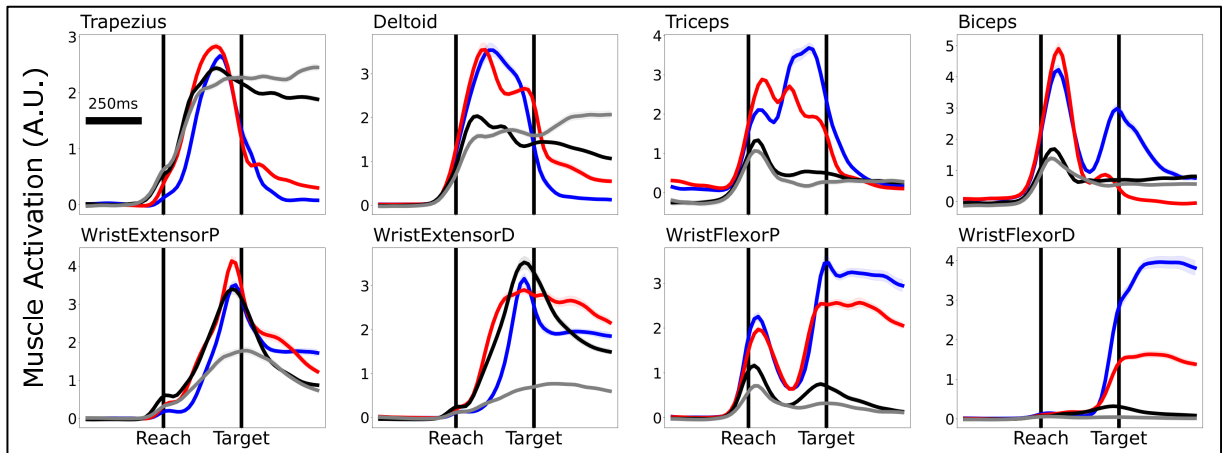 Trapezius
Deltoid
Triceps
Biceps
Muscle Activation (A.U.)
3
2
1
0
250ms
3
2
1
0
4
3
2
1
0
5
4
3
2
1
0
WristExtensorP
WristExtensorD
WristFlexorP
WristFlexorD
4
3
2
1
0
4
3
2
1
0
4
3
2
1
0
4
3
2
1
0
Reach Target
Reach Target
Reach Target
Reach Target